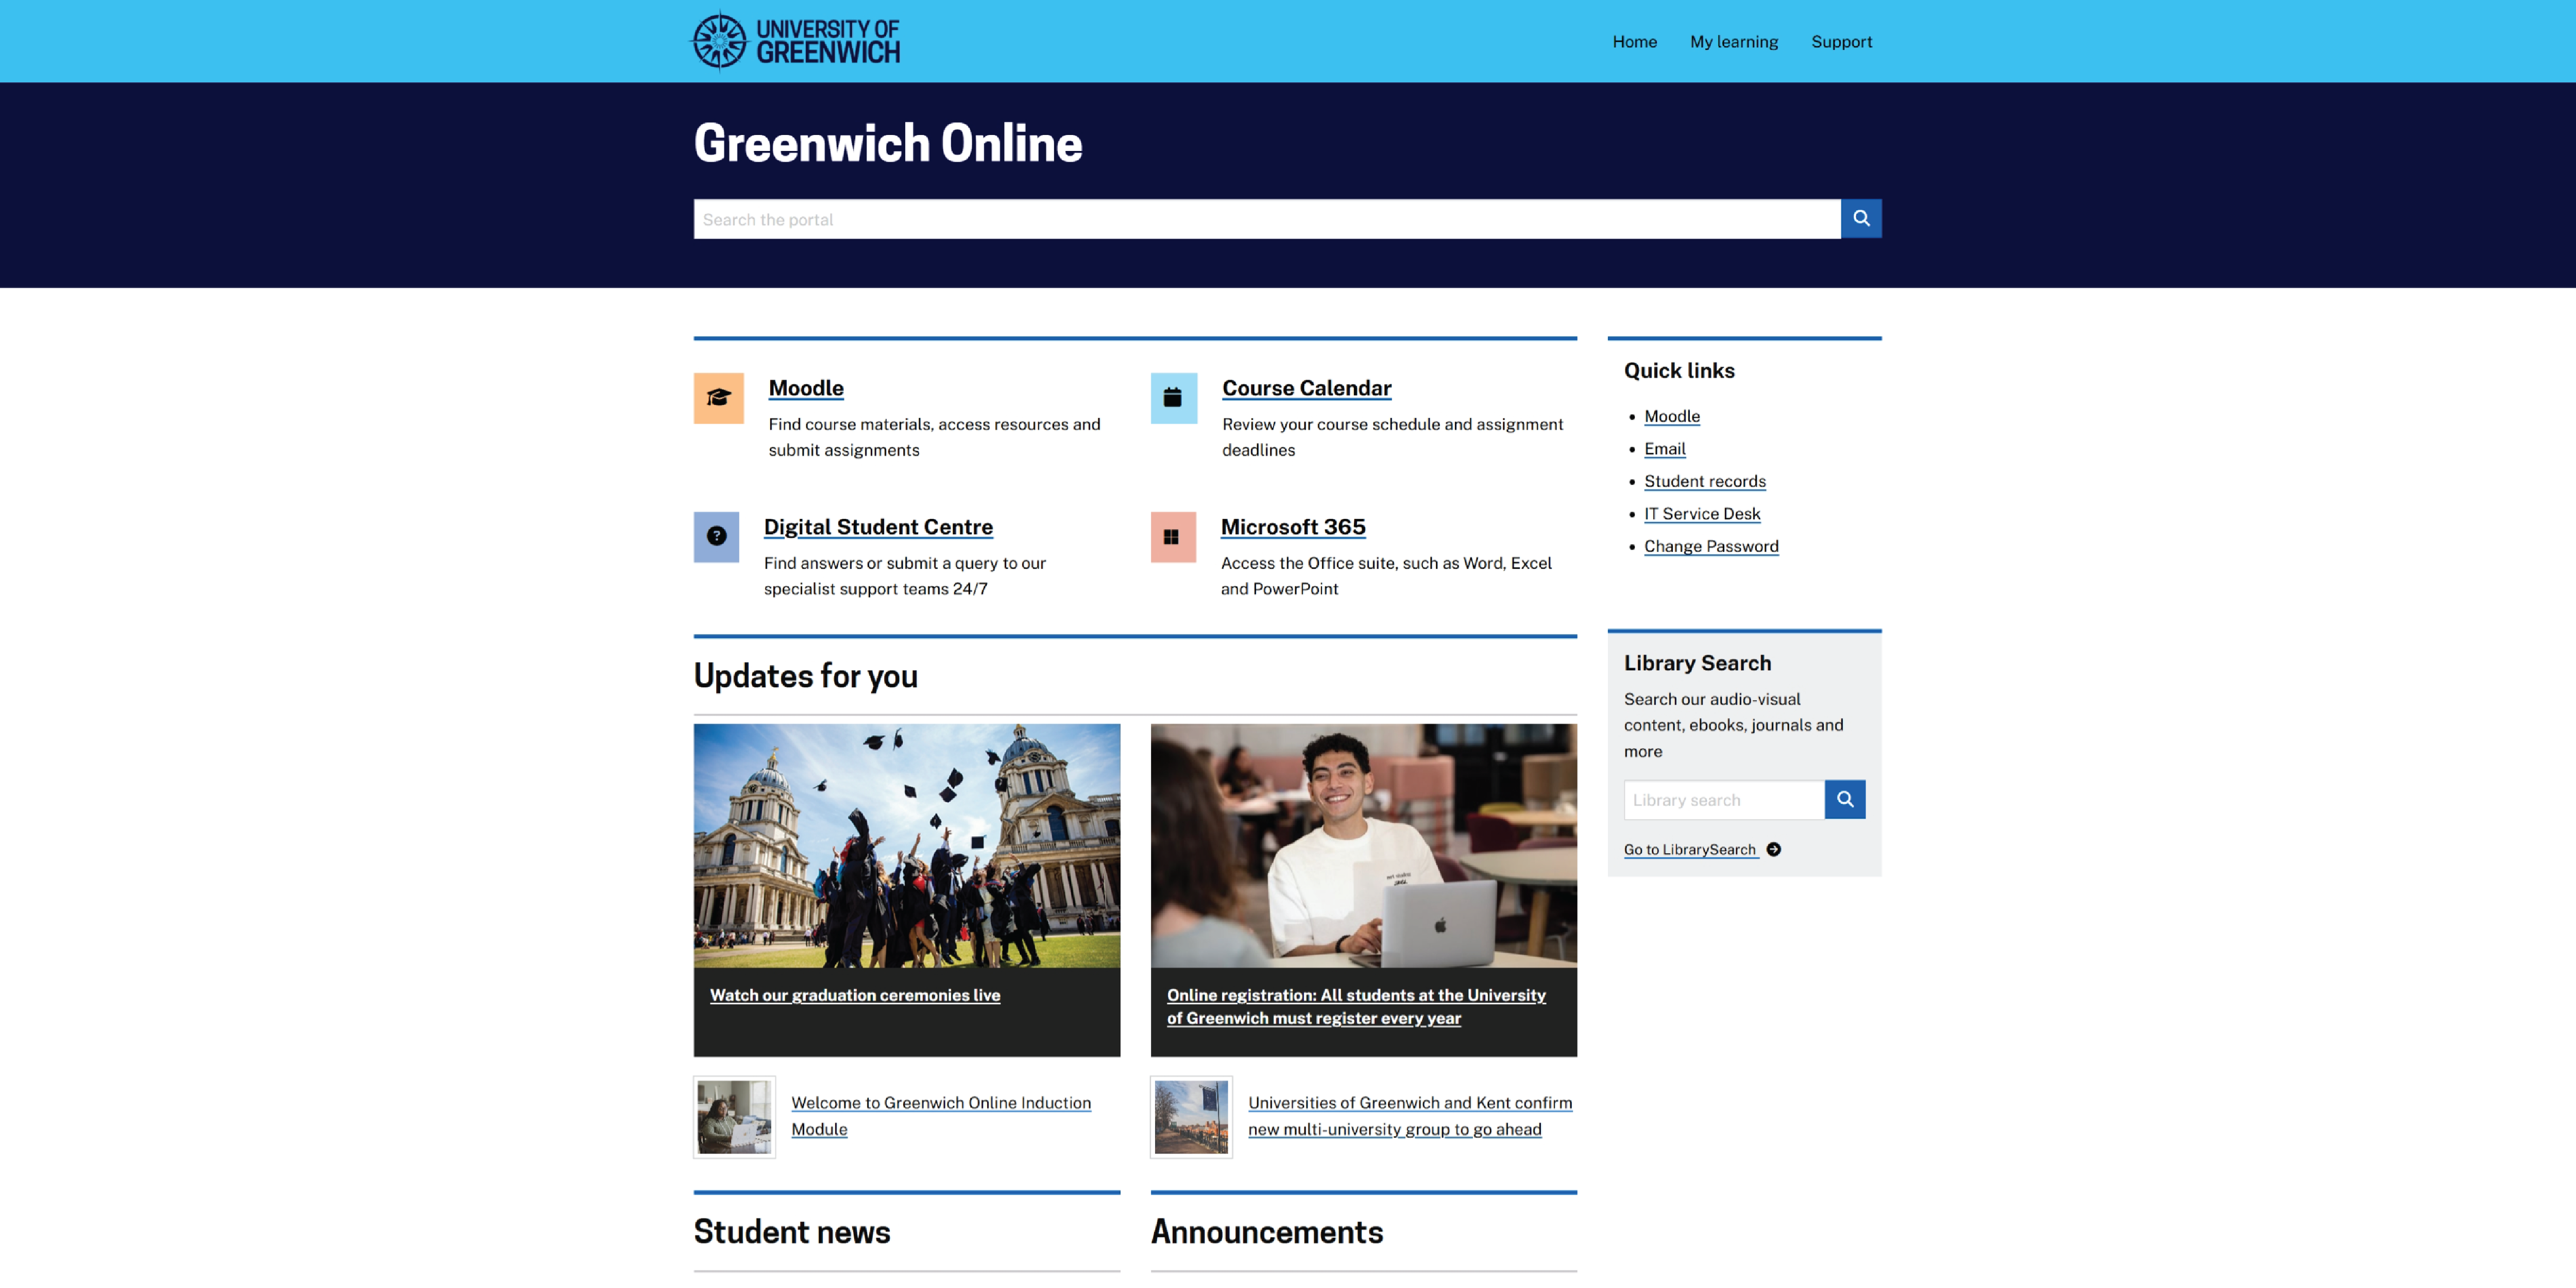 UNIVERSITY OF
GREENWICH
Home
My learning
Support
Greenwich Online
Search the portal
Moodle
Find course materials, access resources and
submit assignments
Course Calendar
Review your course schedule and assignment
deadlines
Digital Student Centre
Find answers or submit a query to our
specialist support teams 24/7
Microsoft 365
Access the Office suite, such as Word, Excel
and PowerPoint
Quick links
Moodle
Email
Student records
IT Service Desk
Change Password
Library Search
Search our audio-visual
content, ebooks, journals and
more
Library search
Go to LibrarySearch
Updates for you
Watch our graduation ceremonies live
Online registration: All students at the University
of Greenwich must register every year
Welcome to Greenwich Online Induction
Module
Universities of Greenwich and Kent confirm
new multi-university group to go ahead
Student news
Announcements